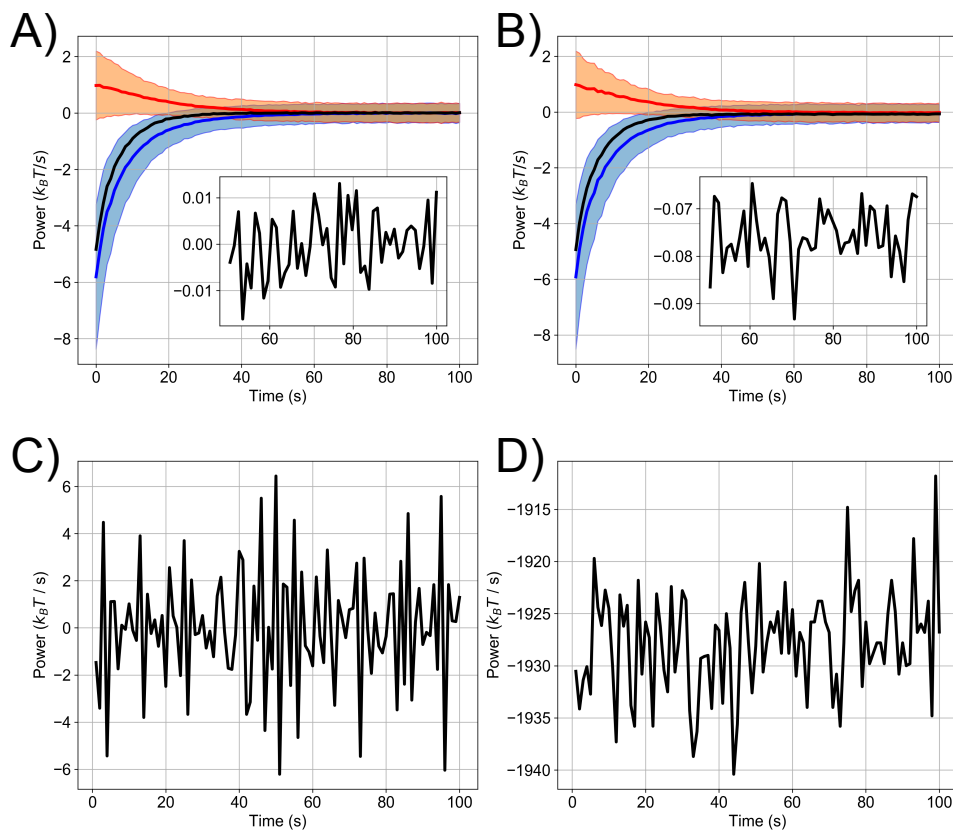 A)
Power (k_BT/s)
2
0
−2
−4
−6
−8
0 20 40 60 80 100
Time (s)
0.01
0.00
−0.01
60 80 100
B)
Power (k_BT/s)
2
0
−2
−4
−6
−8
0 20 40 60 80 100
Time (s)
−0.07
−0.08
−0.09
60 80 100
C)
Power (k_BT / s)
6
4
2
0
−2
−4
−6
0 20 40 60 80 100
Time (s)
D)
Power (k_BT / s)
−1915
−1920
−1925
−1930
−1935
−1940
0 20 40 60 80 100
Time (s)